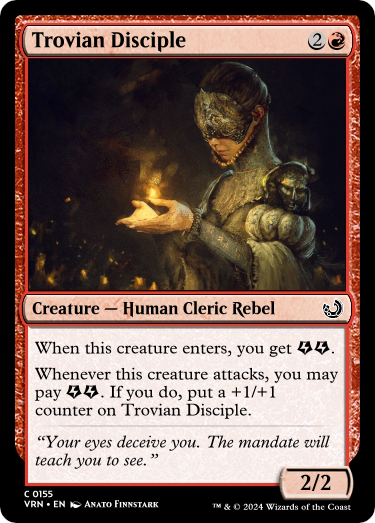 Trovian Disciple 2
Creature — Human Cleric Rebel
When this creature enters, you get
Whenever this creature attacks, you may
pay . If you do, put a +1/+1
counter on Trovian Disciple.
“Your eyes deceive you. The mandate will
teach you to see.”
2/2
C 0155
VRN • EN Anato Finnstark
™ & © 2024 Wizards of the Coast